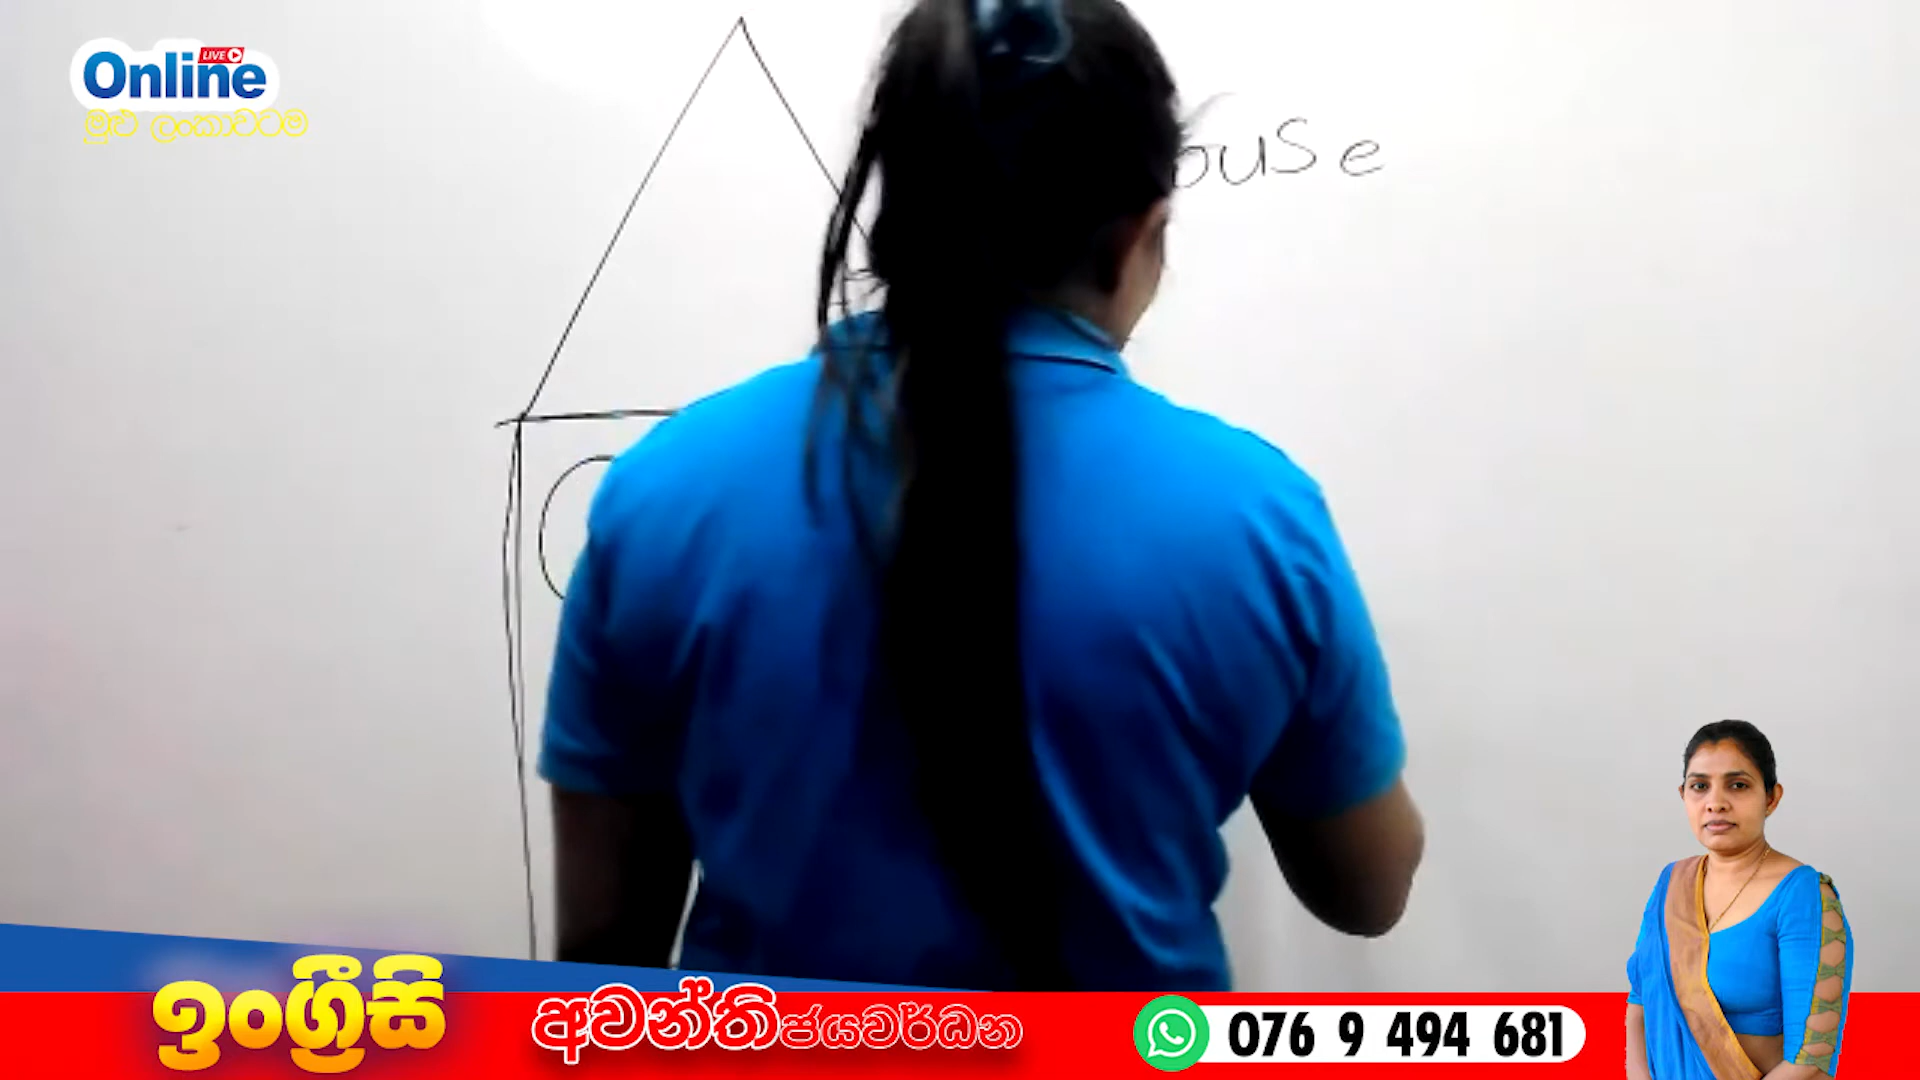 Online LIVE
මුළු ලංකාවටම
ouse
ඉංග්‍රීසි
අවන්ති ජයවර්ධන
076 9 494 681